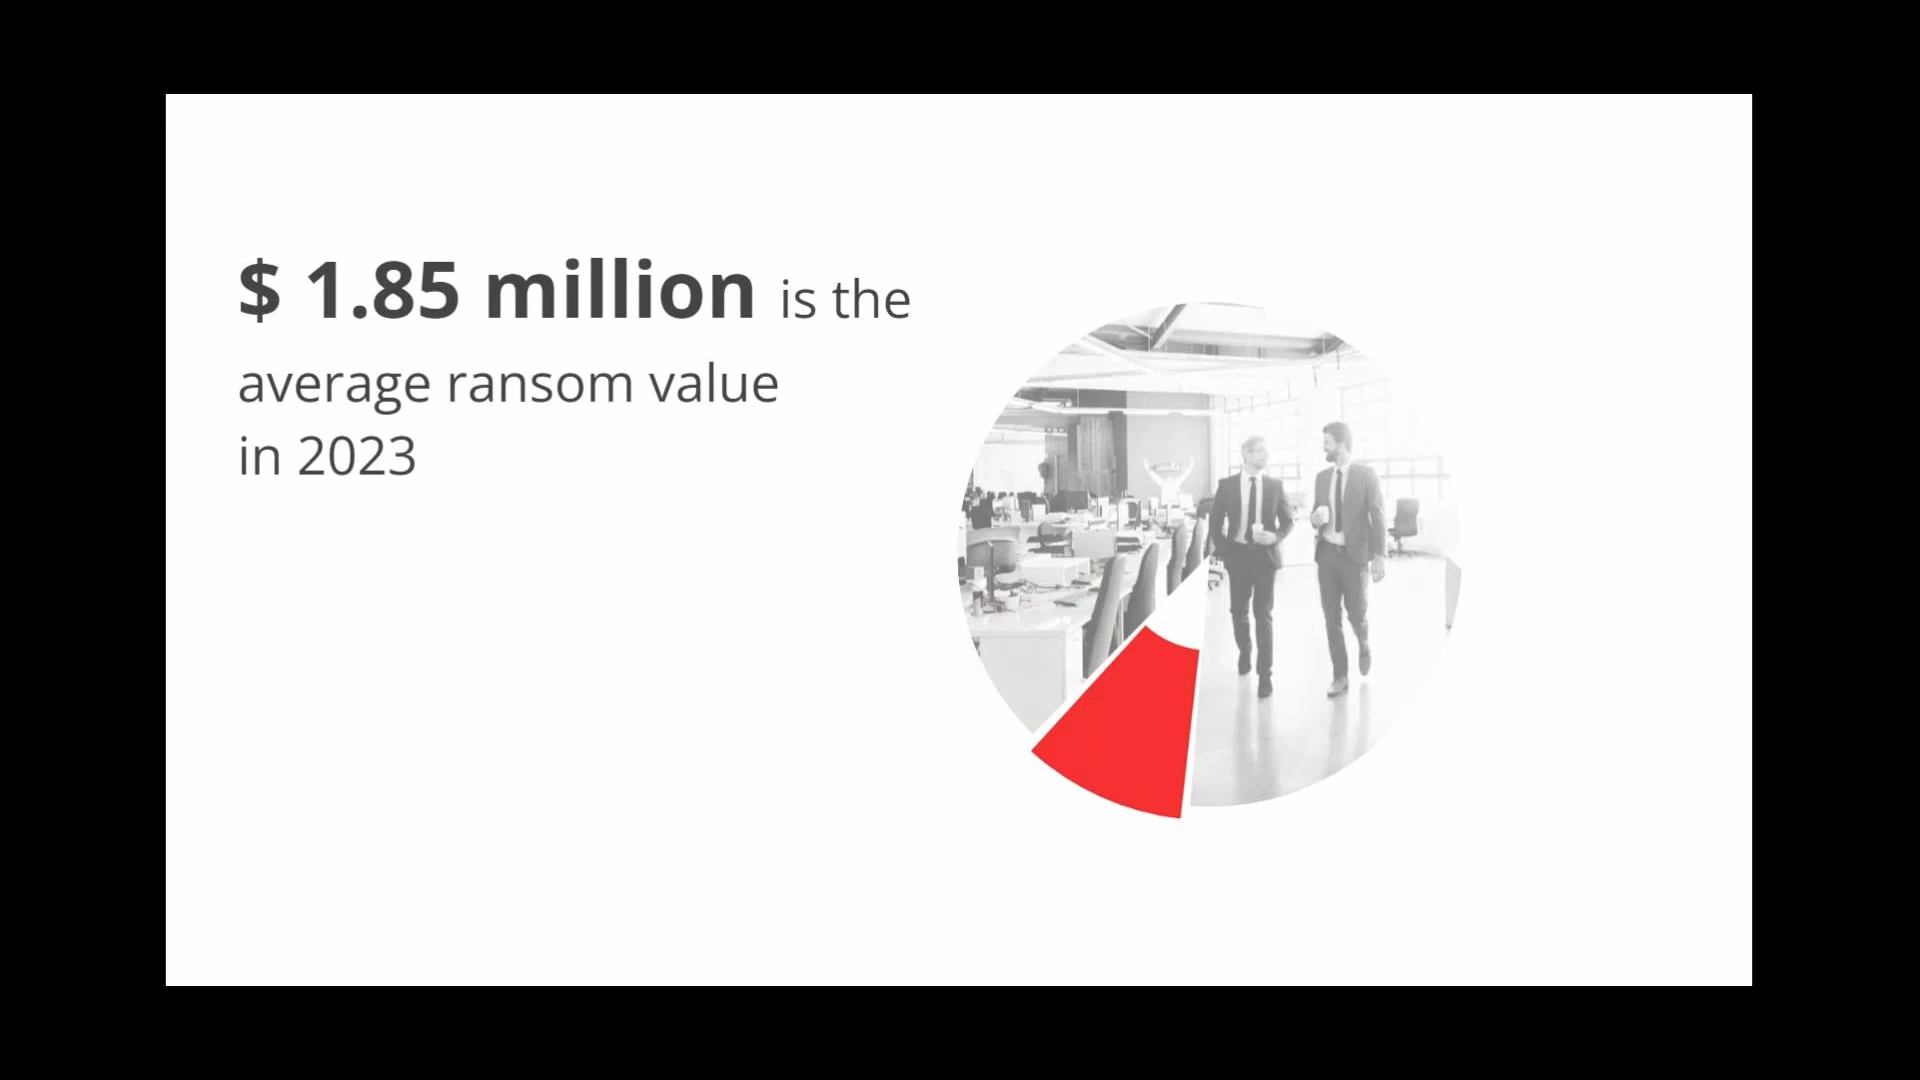 $ 1.85 million is the
average ransom value
in 2023